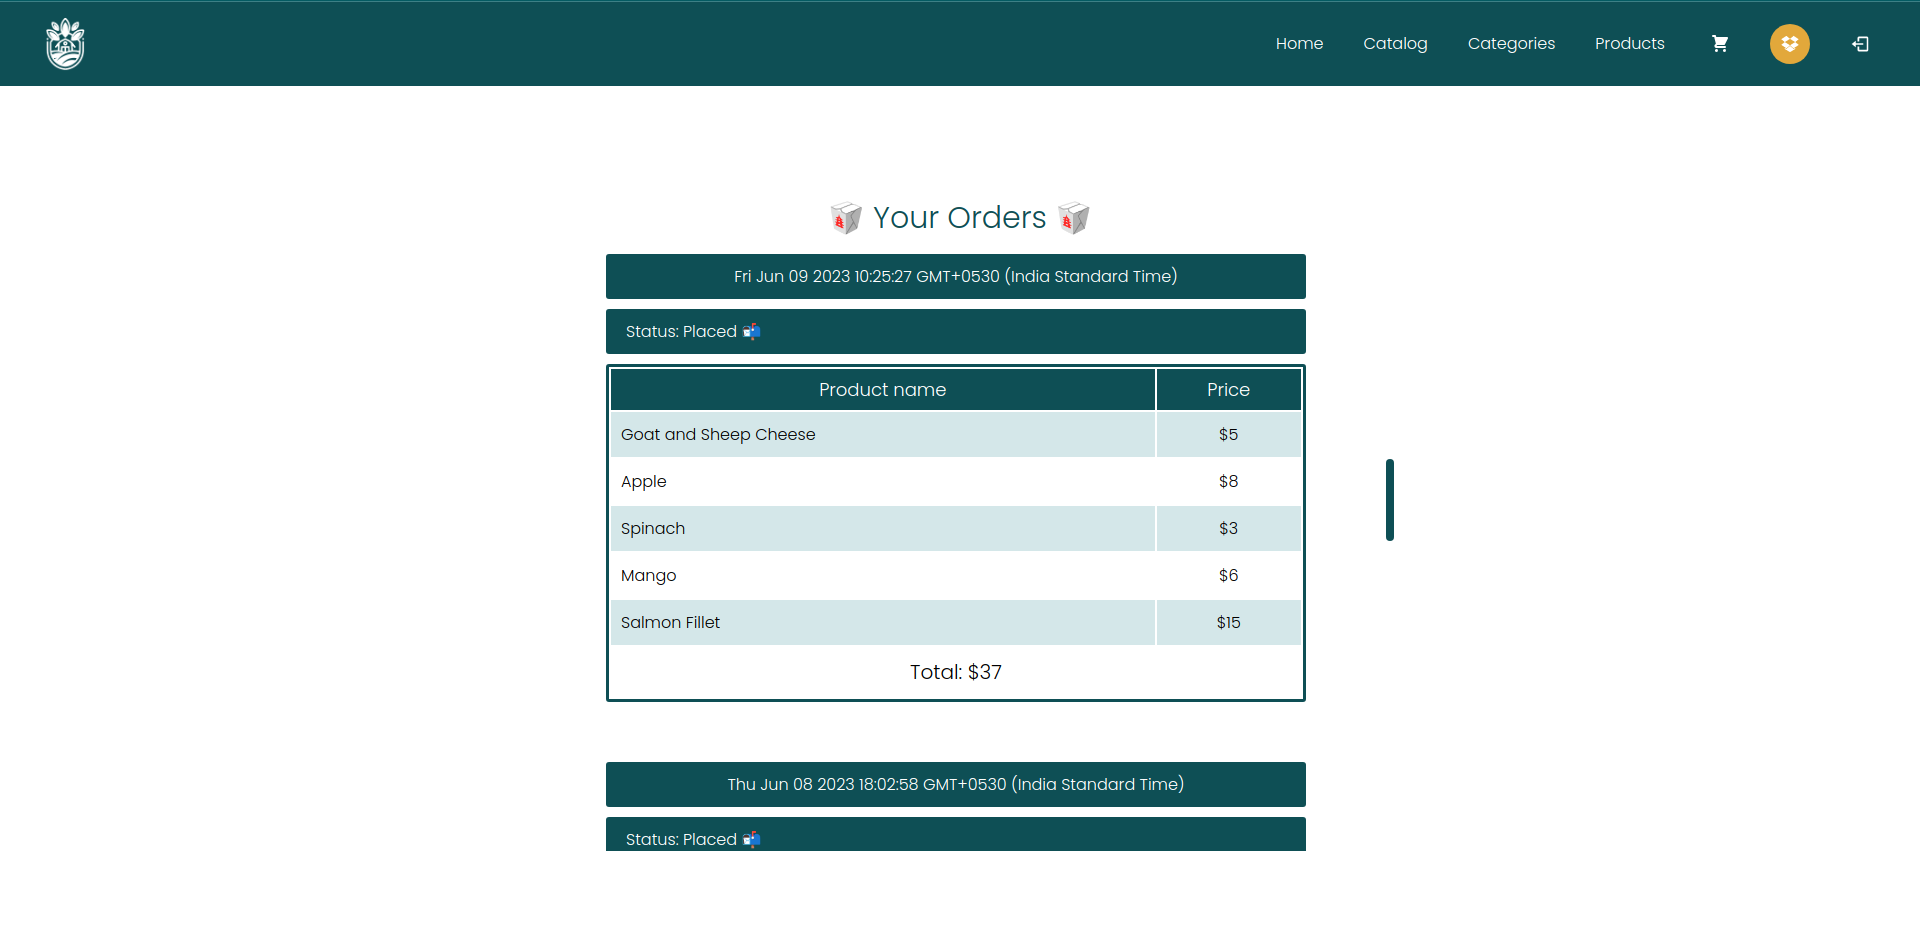 Home Catalog Categories Products
Your Orders
Fri Jun 09 2023 10:25:27 GMT+0530 (India Standard Time)
Status: Placed 📬
Product name Price
Goat and Sheep Cheese $5
Apple $8
Spinach $3
Mango $6
Salmon Fillet $15
Total: $37
Thu Jun 08 2023 18:02:58 GMT+0530 (India Standard Time)
Status: Placed 📬